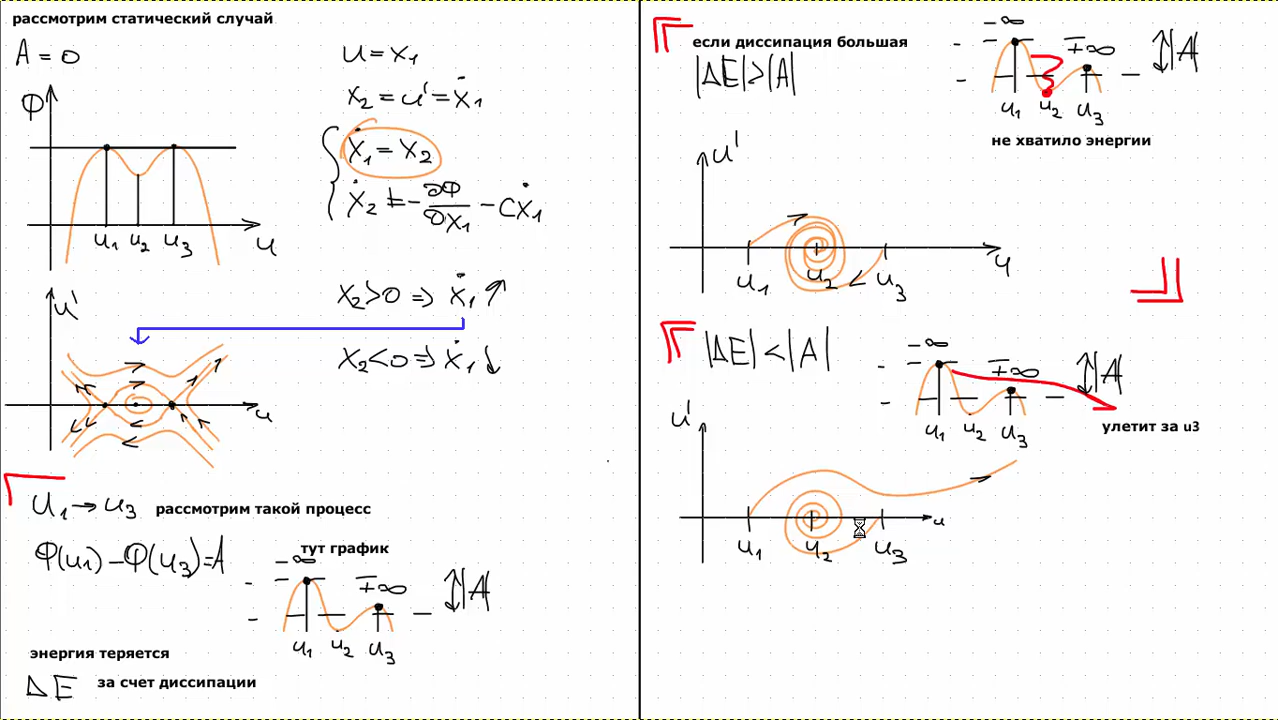 рассмотрим статический случай
A = 0
u = x₁
x₂ = u' = ẋ₁
Φ
ẋ₁ = x₂
ẋ₂ = - ∂Φ/∂x₁ - Cẋ₁
u₁ u₂ u₃ u
x₂>0 ⇒ ẋ₁ ↑
u'
x₂<0 ⇒ ẋ₁ ↓
u
u₁ → u₃ рассмотрим такой процесс
Φ(u₁) - Φ(u₃) = A
тут график
-∞
∓∞
|A|
u₁ u₂ u₃
энергия теряется
ΔE за счет диссипации
если диссипация большая
|ΔE|>|A|
-∞
∓∞
|A|
u₁ u₂ u₃
не хватило энергии
u'
u₁ u₂ u₃ u
|ΔE|<|A|
-∞
∓∞
|A|
u₁ u₂ u₃
улетит за u3
u'
u
u₁ u₂ u₃